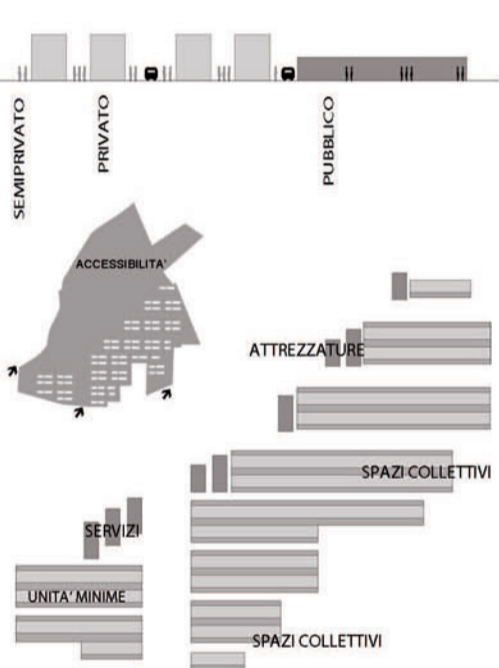 SEMIPRIVATO
PRIVATO
PUBBLICO
ACCESSIBILITA'
ATTREZZATURE
SPAZI COLLETTIVI
SERVIZI
UNITA' MINIME
SPAZI COLLETTIVI